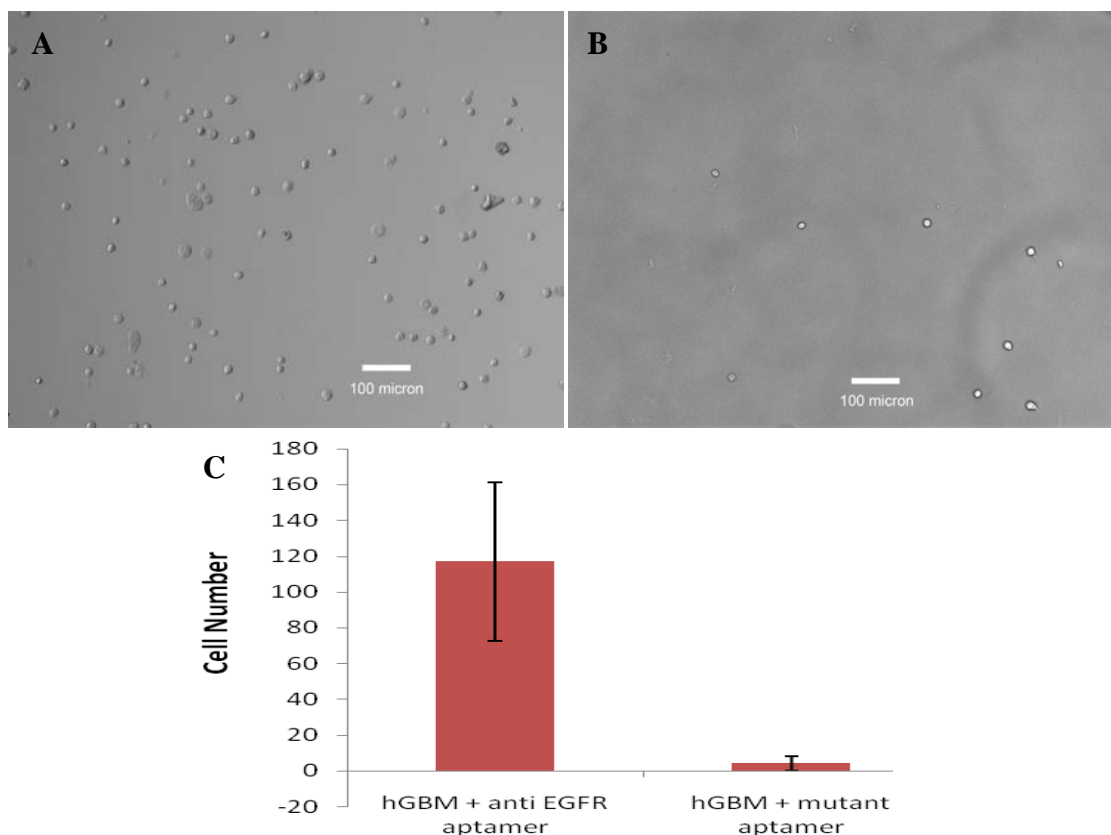 A
B
100 micron
100 micron
C
Cell Number
180
160
140
120
100
80
60
40
20
0
-20
hGBM + anti EGFR
aptamer
hGBM + mutant
aptamer